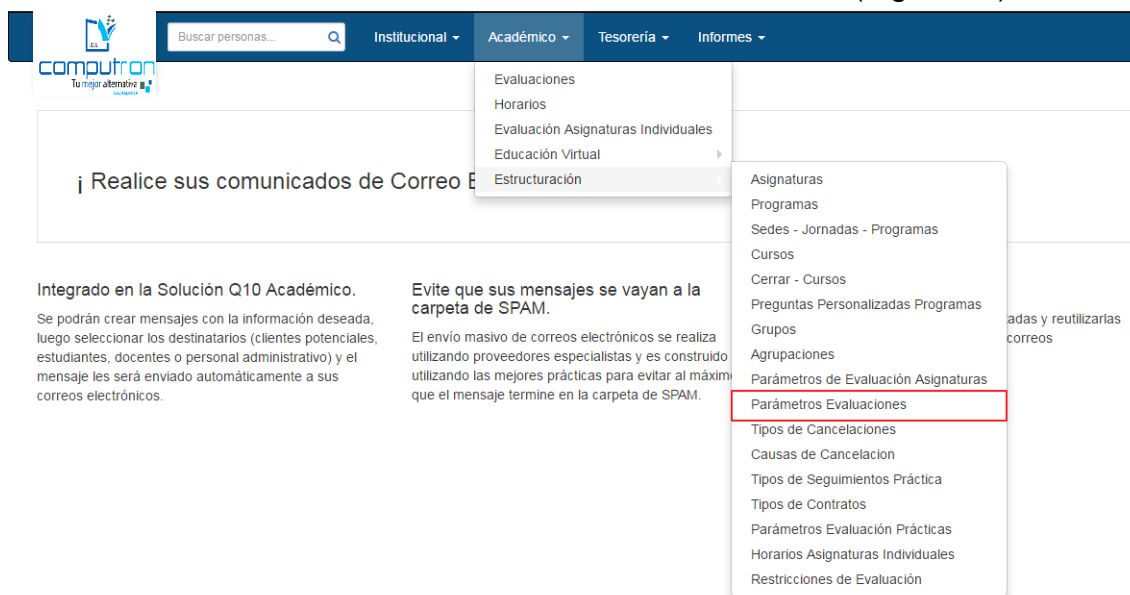 Buscar personas...
Institucional
Académico
Tesorería
Informes
computron
Tu mejor alternativa
Evaluaciones
Horarios
Evaluación Asignaturas Individuales
Educación Virtual
Estructuración
¡ Realice sus comunicados de Correo E
Asignaturas
Programas
Sedes - Jornadas - Programas
Cursos
Cerrar - Cursos
Preguntas Personalizadas Programas
Grupos
Agrupaciones
Parámetros de Evaluación Asignaturas
Parámetros Evaluaciones
Tipos de Cancelaciones
Causas de Cancelacion
Tipos de Seguimientos Práctica
Tipos de Contratos
Parámetros Evaluación Prácticas
Horarios Asignaturas Individuales
Restricciones de Evaluación
Integrado en la Solución Q10 Académico.
Se podrán crear mensajes con la información deseada,
luego seleccionar los destinatarios (clientes potenciales,
estudiantes, docentes o personal administrativo) y el
mensaje les será enviado automáticamente a sus
correos electrónicos.
Evite que sus mensajes se vayan a la
carpeta de SPAM.
El envío masivo de correos electrónicos se realiza
utilizando proveedores especialistas y es construido
utilizando las mejores prácticas para evitar al máxim
que el mensaje termine en la carpeta de SPAM.
adas y reutilizarlas
correos